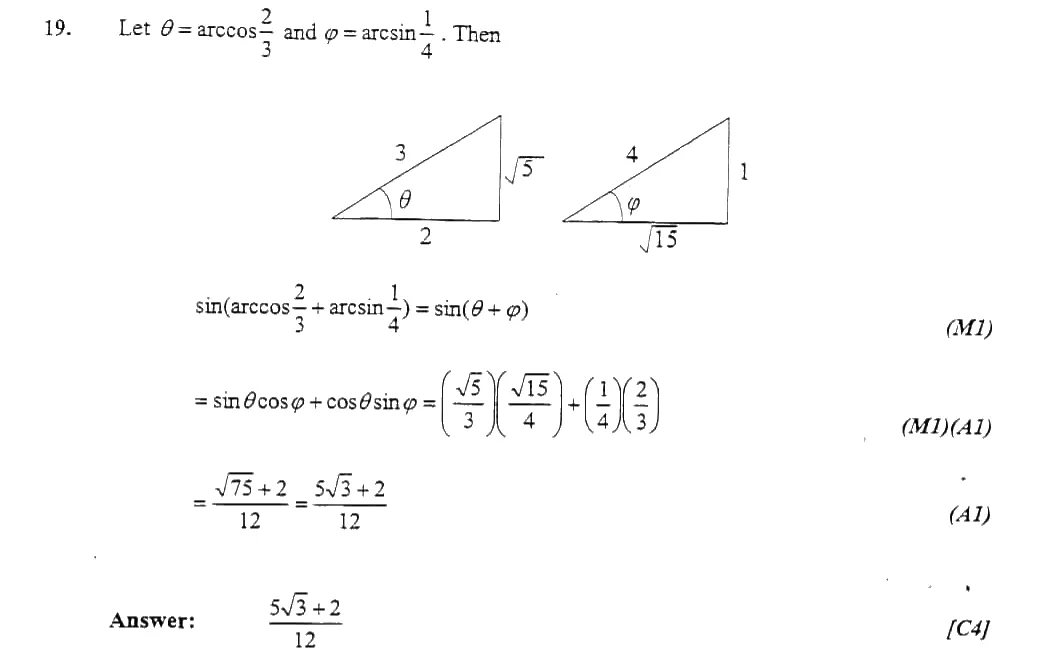 19. Let θ = arccos 2/3 and φ = arcsin 1/4 . Then
3 √5 θ 2
4 1 φ √15
sin(arccos 2/3 + arcsin 1/4) = sin(θ + φ)
(M1)
= sin θ cos φ + cos θ sin φ = (√5/3)(√15/4) + (1/4)(2/3)
(M1)(A1)
= (√75 + 2)/12 = (5√3 + 2)/12
(A1)
Answer: (5√3 + 2)/12
[C4]